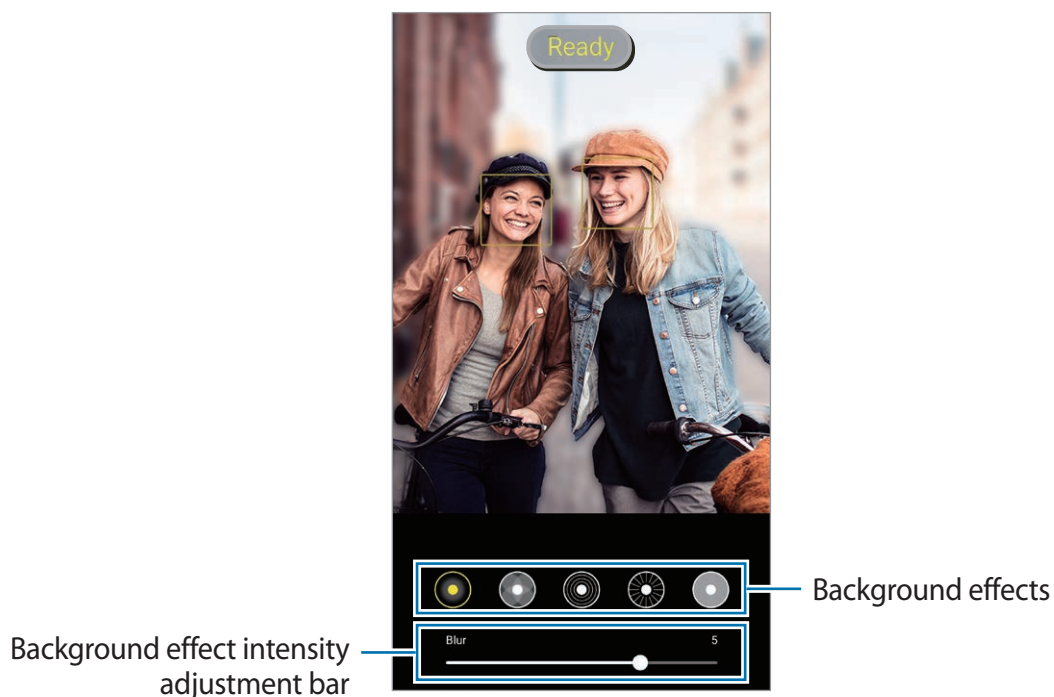 Ready
Background effects
Blur 5
Background effect intensity
adjustment bar